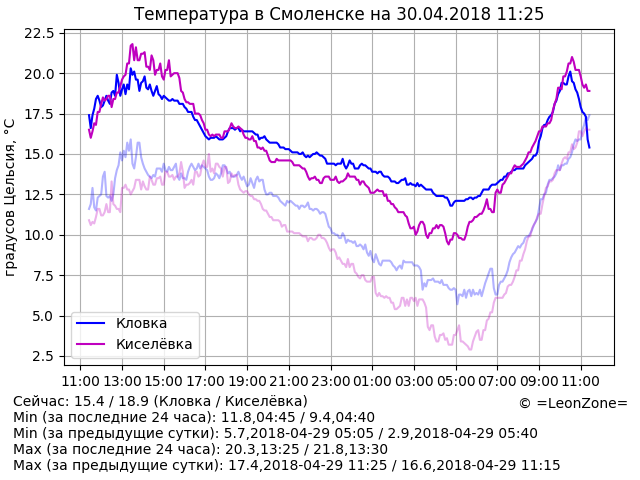 Температура в Смоленске на 30.04.2018 11:25
градусов Цельсия, °C
22.5
20.0
17.5
15.0
12.5
10.0
7.5
5.0
2.5
Кловка
Киселёвка
11:00 13:00 15:00 17:00 19:00 21:00 23:00 01:00 03:00 05:00 07:00 09:00 11:00
Сейчас: 15.4 / 18.9 (Кловка / Киселёвка)
© =LeonZone=
Min (за последние 24 часа): 11.8,04:45 / 9.4,04:40
Min (за предыдущие сутки): 5.7,2018-04-29 05:05 / 2.9,2018-04-29 05:40
Max (за последние 24 часа): 20.3,13:25 / 21.8,13:30
Max (за предыдущие сутки): 17.4,2018-04-29 11:25 / 16.6,2018-04-29 11:15